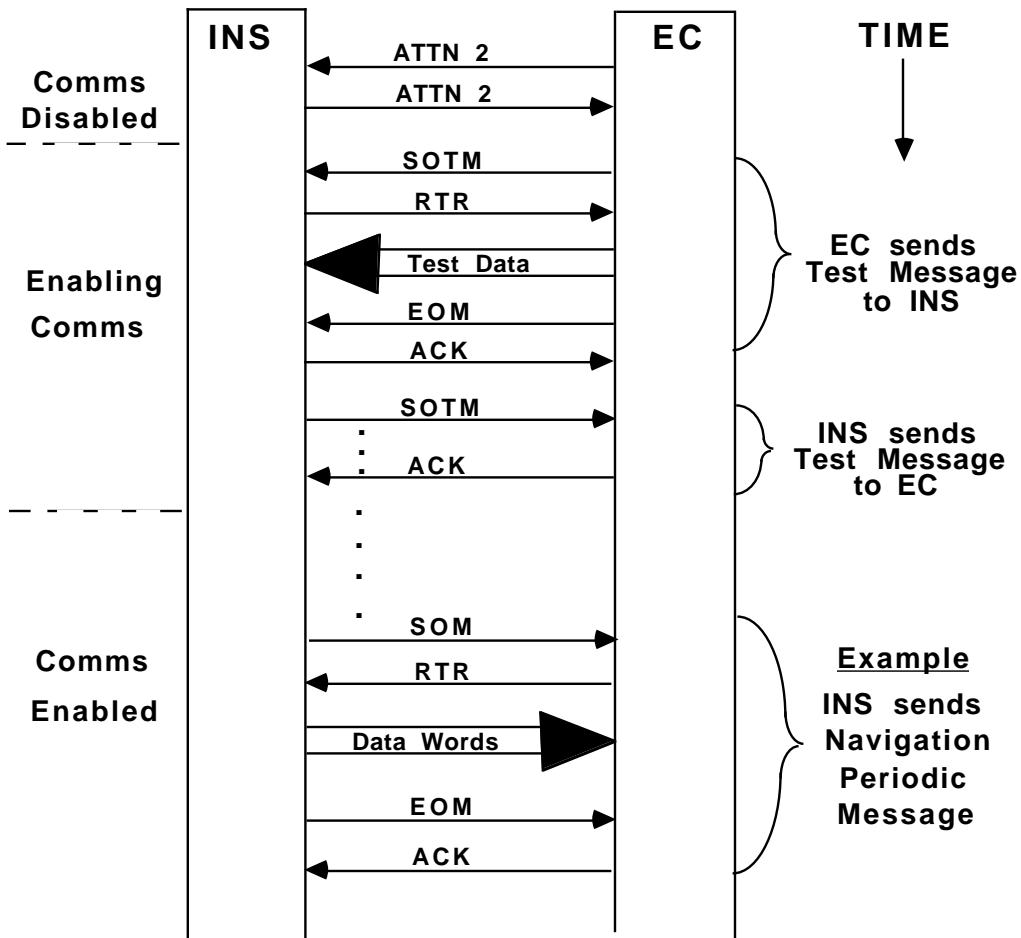 INS
EC
TIME
Comms
Disabled
ATTN 2
ATTN 2
Enabling
Comms
SOTM
RTR
Test Data
EOM
ACK
EC sends
Test Message
to INS
SOTM
ACK
INS sends
Test Message
to EC
Comms
Enabled
SOM
RTR
Data Words
EOM
ACK
Example
INS sends
Navigation
Periodic
Message